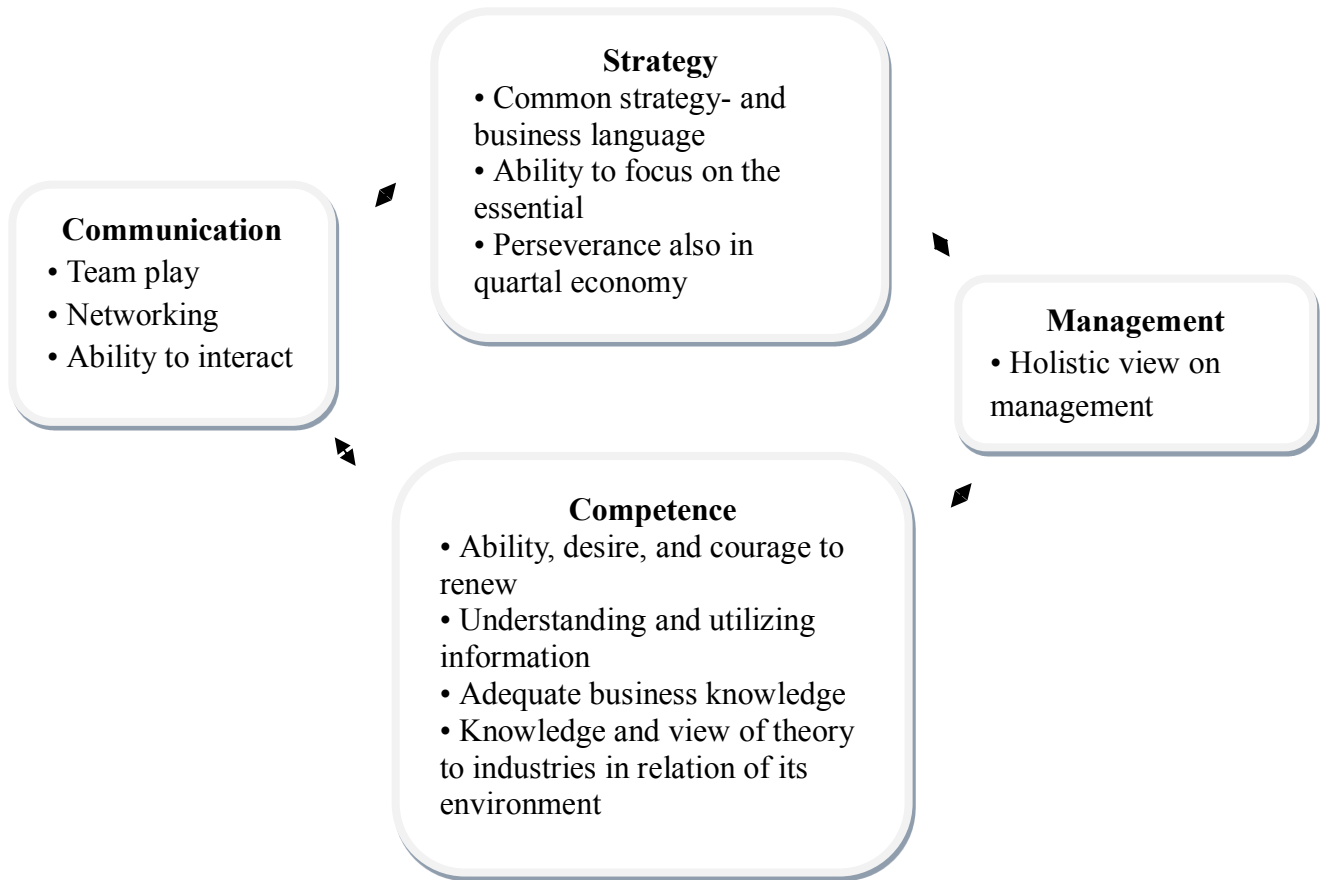 Strategy
• Common strategy- and
business language
• Ability to focus on the
essential
• Perseverance also in
quartal economy
Communication
• Team play
• Networking
• Ability to interact
Management
• Holistic view on
management
Competence
• Ability, desire, and courage to
renew
• Understanding and utilizing
information
• Adequate business knowledge
• Knowledge and view of theory
to industries in relation of its
environment